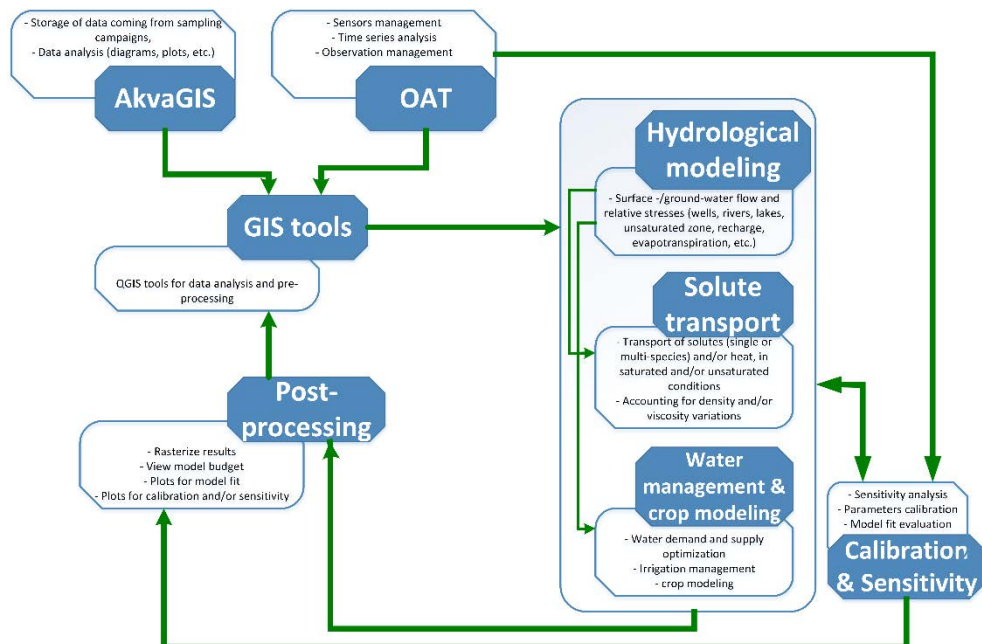 - Storage of data coming from sampling
campaigns,
- Data analysis (diagrams, plots, etc.)
AkvaGIS
- Sensors management
- Time series analysis
- Observation management
OAT
GIS tools
QGIS tools for data analysis and pre-
processing
Post-
processing
- Rasterize results
- View model budget
- Plots for model fit
- Plots for calibration and/or sensitivity
Hydrological
modeling
- Surface -/ground-water flow and
relative stresses (wells, rivers, lakes,
unsaturated zone, recharge,
evapotranspiration, etc.)
Solute
transport
- Transport of solutes (single or
multi-species) and/or heat, in
saturated and/or unsaturated
conditions
- Accounting for density and/or
viscosity variations
Water
management &
crop modeling
- Water demand and supply
optimization
- Irrigation management
- crop modeling
- Sensitivity analysis
- Parameters calibration
- Model fit evaluation
Calibration
& Sensitivity